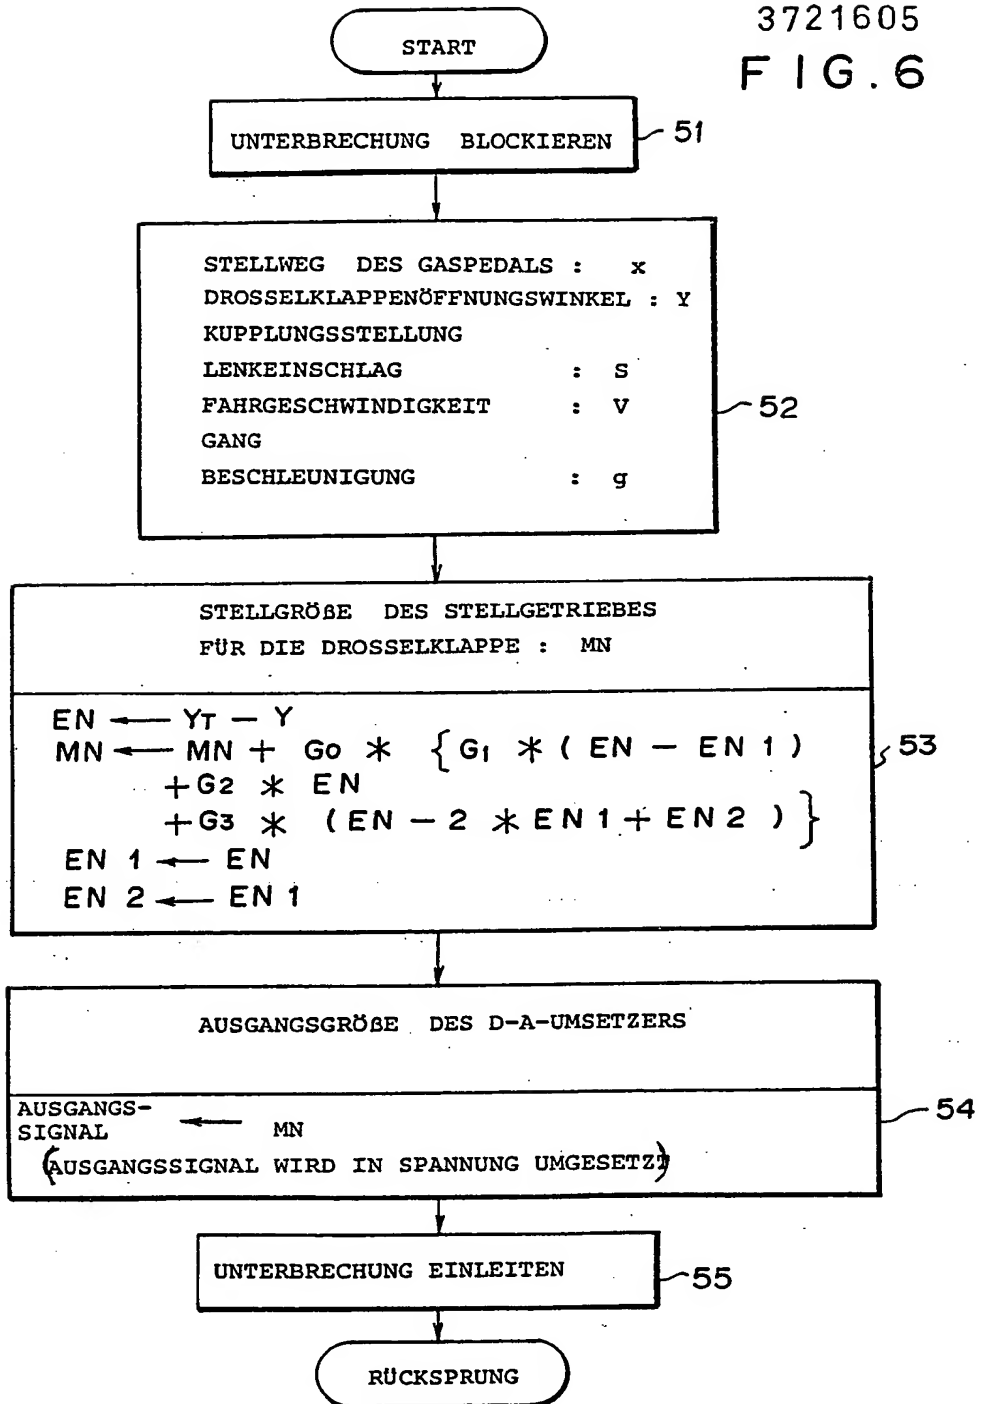 3721605
FIG.6
START
UNTERBRECHUNG BLOCKIEREN
51
STELLWEG DES GASPEDALS : x
DROSSELKLAPPENÖFFNUNGSWINKEL : Y
KUPPLUNGSSTELLUNG
LENKEINSCHLAG : S
FAHRGESCHWINDIGKEIT : V
GANG
BESCHLEUNIGUNG : g
52
STELLGRÖßE DES STELLGETRIEBES
FÜR DIE DROSSELKLAPPE : MN
EN ← YT − Y
MN ← MN + G0 * { G1 * ( EN − EN 1 )
+ G2 * EN
+ G3 * ( EN − 2 * EN 1 + EN 2 ) }
EN 1 ← EN
EN 2 ← EN 1
53
AUSGANGSGRÖßE DES D-A-UMSETZERS
AUSGANGS-
SIGNAL ← MN
(AUSGANGSSIGNAL WIRD IN SPANNUNG UMGESETZT)
54
UNTERBRECHUNG EINLEITEN
55
RÜCKSPRUNG